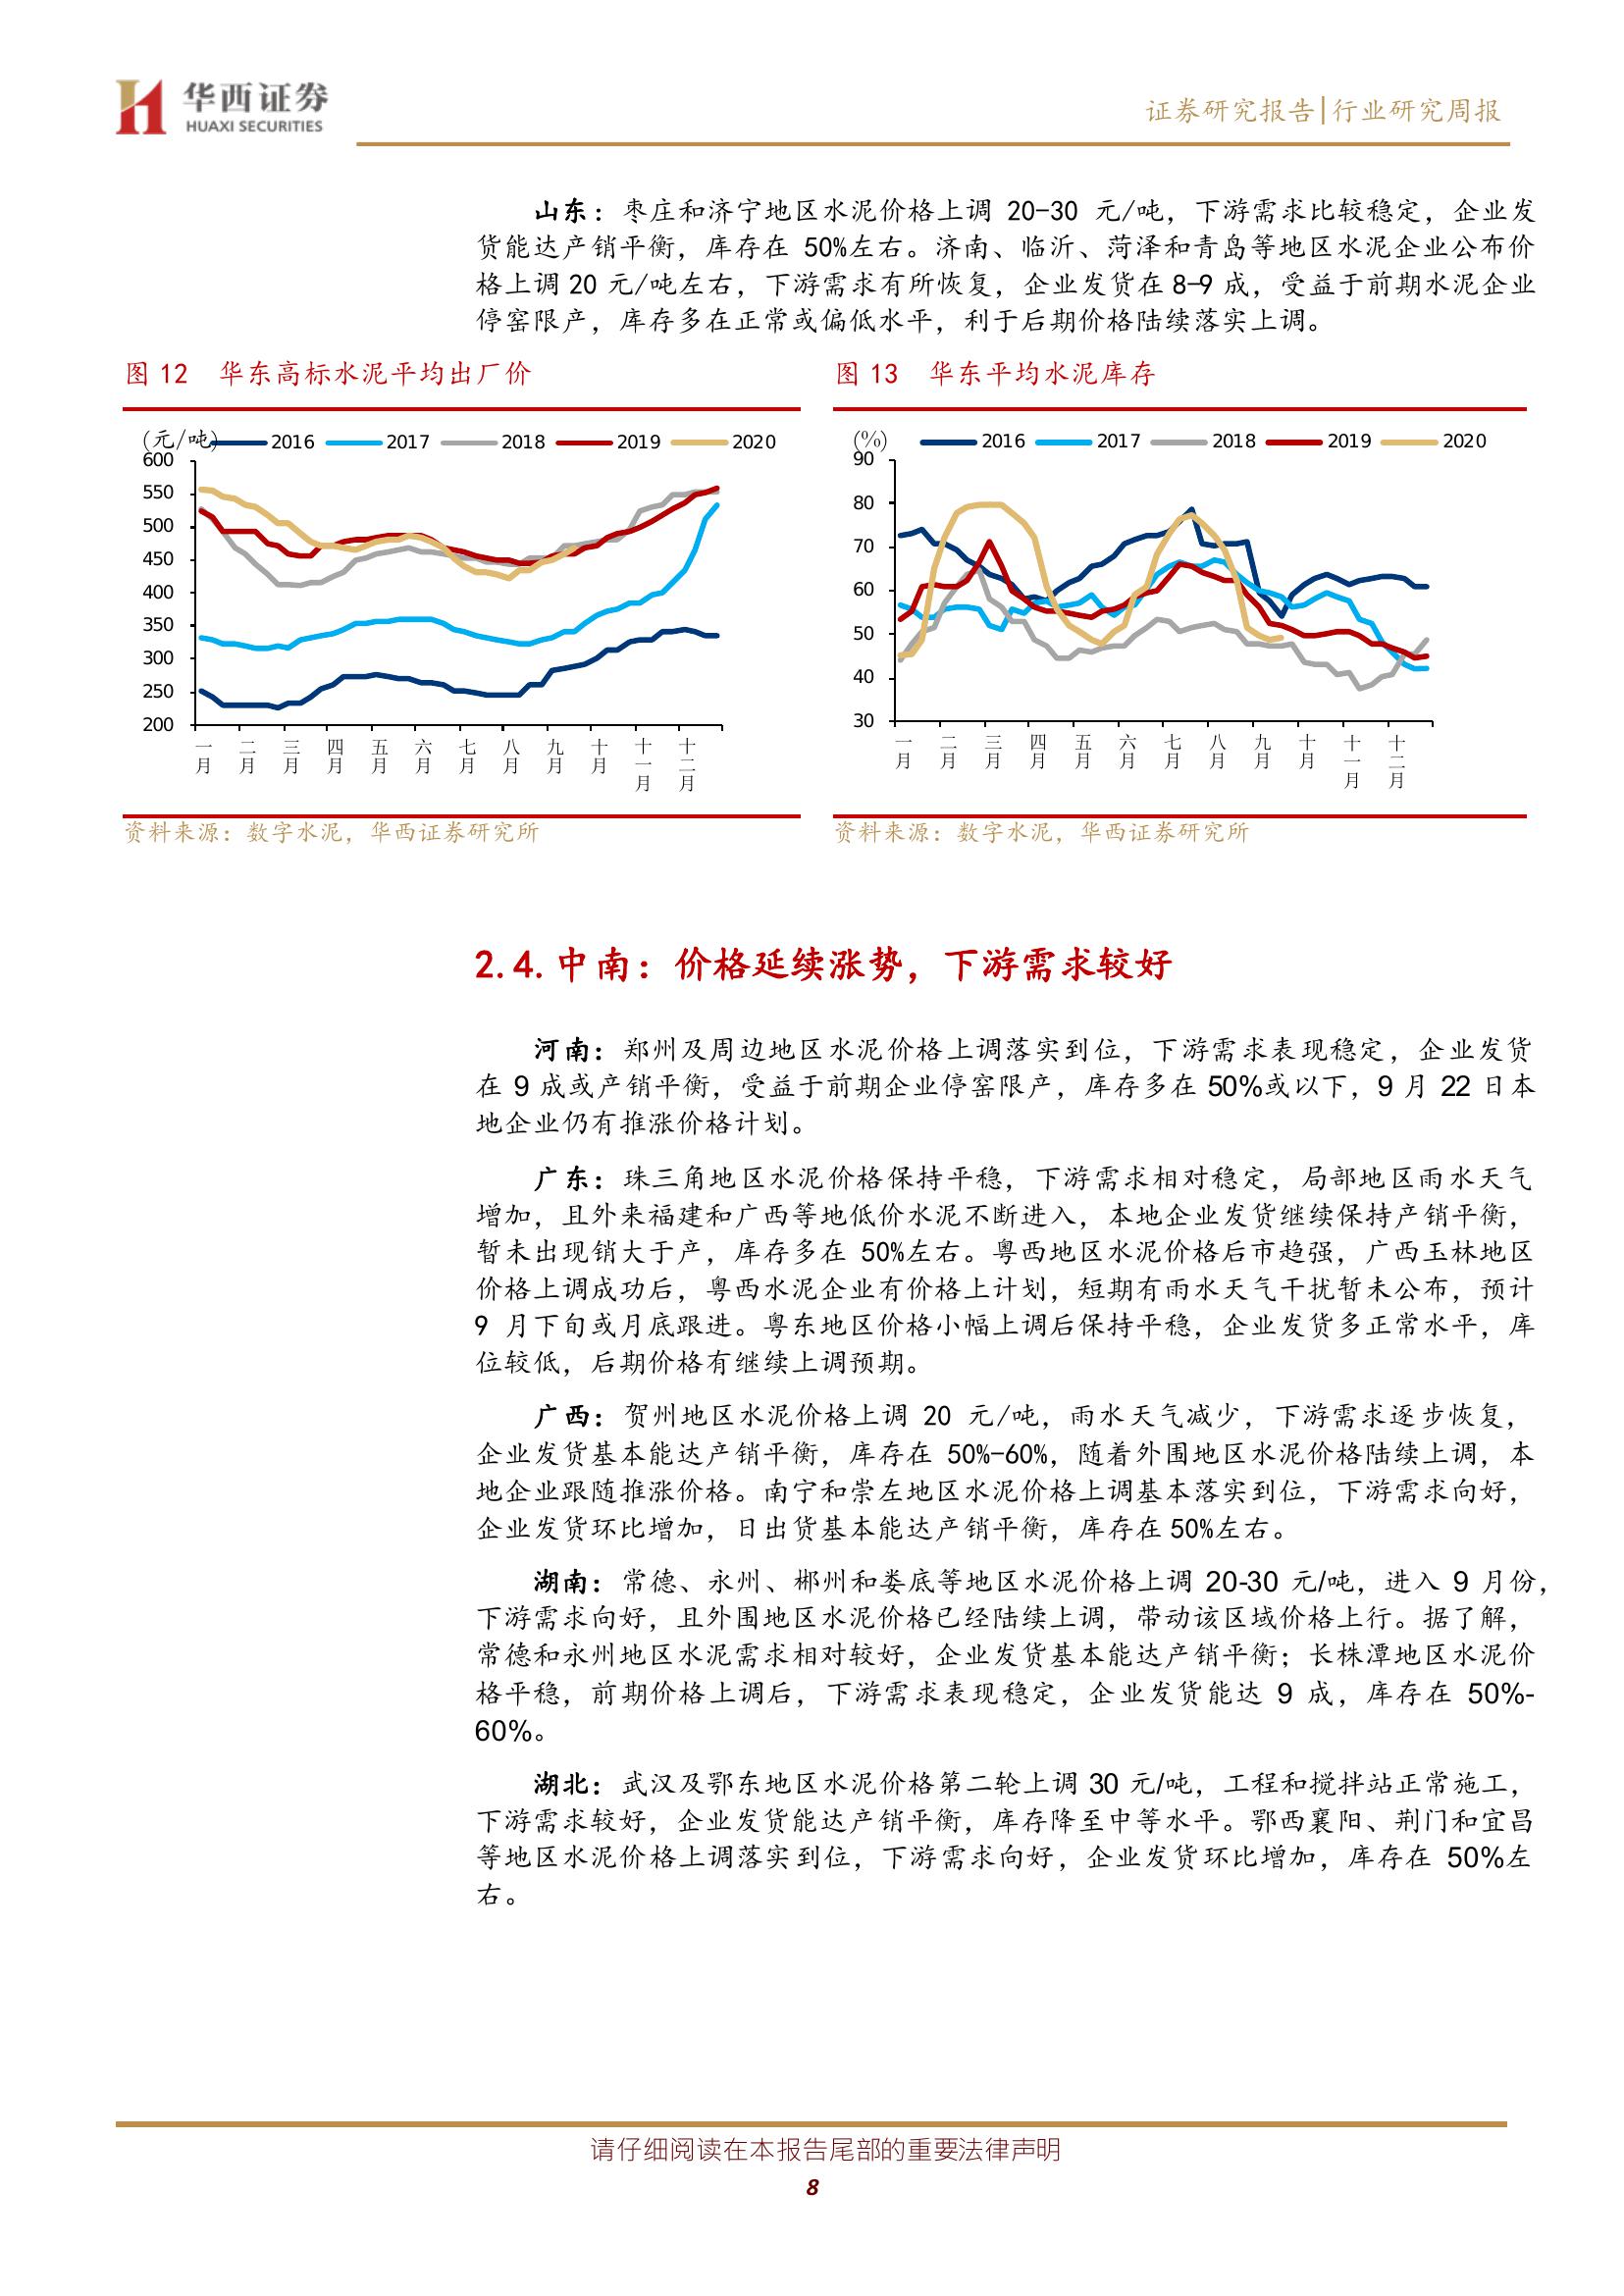 华西证券
HUAXI SECURITIES
证券研究报告|行业研究周报
山东：枣庄和济宁地区水泥价格上调 20-30 元/吨，下游需求比较稳定，企业发
货能达产销平衡，库存在 50%左右。济南、临沂、菏泽和青岛等地区水泥企业公布价
格上调 20 元/吨左右，下游需求有所恢复，企业发货在 8-9 成，受益于前期水泥企业
停窑限产，库存多在正常或偏低水平，利于后期价格陆续落实上调。
图 12 华东高标水泥平均出厂价
(元/吨) 2016 2017 2018 2019 2020
600
550
500
450
400
350
300
250
200
一月 二月 三月 四月 五月 六月 七月 八月 九月 十月 十一月 十二月
资料来源：数字水泥，华西证券研究所
图 13 华东平均水泥库存
(%) 2016 2017 2018 2019 2020
90
80
70
60
50
40
30
一月 二月 三月 四月 五月 六月 七月 八月 九月 十月 十一月 十二月
资料来源：数字水泥，华西证券研究所
2.4. 中南：价格延续涨势，下游需求较好
河南：郑州及周边地区水泥价格上调落实到位，下游需求表现稳定，企业发货
在 9 成或产销平衡，受益于前期企业停窑限产，库存多在 50%或以下，9 月 22 日本
地企业仍有推涨价格计划。
广东：珠三角地区水泥价格保持平稳，下游需求相对稳定，局部地区雨水天气
增加，且外来福建和广西等地低价水泥不断进入，本地企业发货继续保持产销平衡，
暂未出现销大于产，库存多在 50%左右。粤西地区水泥价格后市趋强，广西玉林地区
价格上调成功后，粤西水泥企业有价格上计划，短期有雨水天气干扰暂未公布，预计
9 月下旬或月底跟进。粤东地区价格小幅上调后保持平稳，企业发货多正常水平，库
位较低，后期价格有继续上调预期。
广西：贺州地区水泥价格上调 20 元/吨，雨水天气减少，下游需求逐步恢复，
企业发货基本能达产销平衡，库存在 50%-60%，随着外围地区水泥价格陆续上调，本
地企业跟随推涨价格。南宁和崇左地区水泥价格上调基本落实到位，下游需求向好，
企业发货环比增加，日出货基本能达产销平衡，库存在 50%左右。
湖南：常德、永州、郴州和娄底等地区水泥价格上调 20-30 元/吨，进入 9 月份，
下游需求向好，且外围地区水泥价格已经陆续上调，带动该区域价格上行。据了解，
常德和永州地区水泥需求相对较好，企业发货基本能达产销平衡；长株潭地区水泥价
格平稳，前期价格上调后，下游需求表现稳定，企业发货能达 9 成，库存在 50%-
60%。
湖北：武汉及鄂东地区水泥价格第二轮上调 30 元/吨，工程和搅拌站正常施工，
下游需求较好，企业发货能达产销平衡，库存降至中等水平。鄂西襄阳、荆门和宜昌
等地区水泥价格上调落实到位，下游需求向好，企业发货环比增加，库存在 50%左
右。
请仔细阅读在本报告尾部的重要法律声明
8